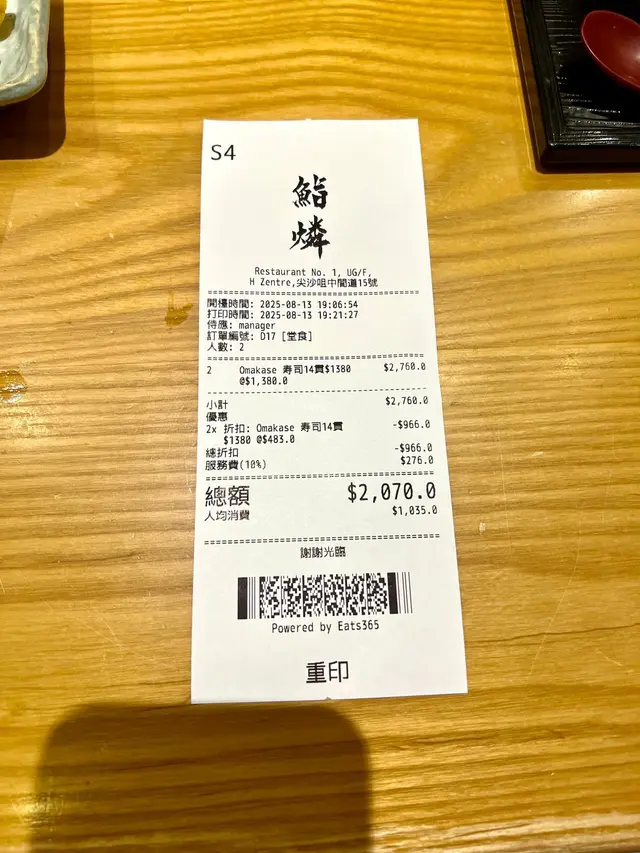 S4
鮨
燐
Restaurant No. 1, UG/F,
H Zentre,尖沙咀中間道15號
開檯時間: 2025-08-13 19:06:54
打印時間: 2025-08-13 19:21:27
侍應: manager
訂單編號: D17 [堂食]
人數: 2
2 Omakase 寿司14貫$1380 $2,760.0
@$1,380.0
小計 $2,760.0
優惠
2x 折扣: Omakase 寿司14貫 -$966.0
$1380 @$483.0
總折扣 -$966.0
服務費(10%) $276.0
總額 $2,070.0
人均消費 $1,035.0
謝謝光臨
Powered by Eats365
重印